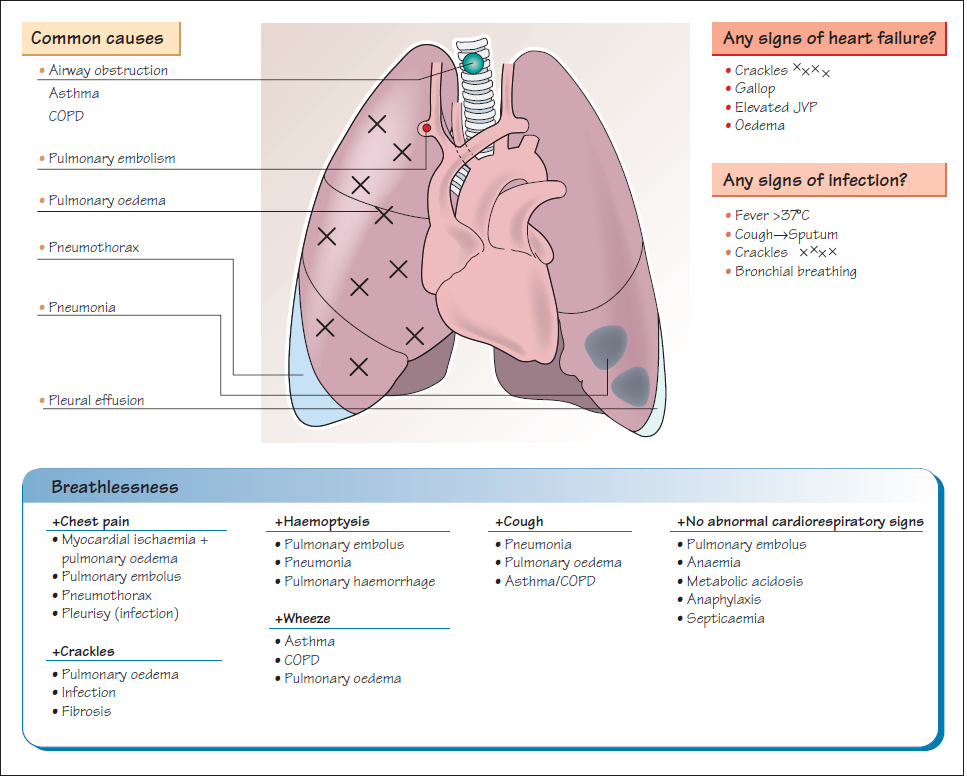 Common causes
• Airway obstruction
Asthma
COPD
• Pulmonary embolism
• Pulmonary oedema
• Pneumothorax
• Pneumonia
• Pleural effusion
Any signs of heart failure?
• Crackles ××××
• Gallop
• Elevated JVP
• Oedema
Any signs of infection?
• Fever >37°C
• Cough→Sputum
• Crackles ××××
• Bronchial breathing
Breathlessness
+Chest pain
• Myocardial ischaemia +
pulmonary oedema
• Pulmonary embolus
• Pneumothorax
• Pleurisy (infection)
+Crackles
• Pulmonary oedema
• Infection
• Fibrosis
+Haemoptysis
• Pulmonary embolus
• Pneumonia
• Pulmonary haemorrhage
+Wheeze
• Asthma
• COPD
• Pulmonary oedema
+Cough
• Pneumonia
• Pulmonary oedema
• Asthma/COPD
+No abnormal cardiorespiratory signs
• Pulmonary embolus
• Anaemia
• Metabolic acidosis
• Anaphylaxis
• Septicaemia